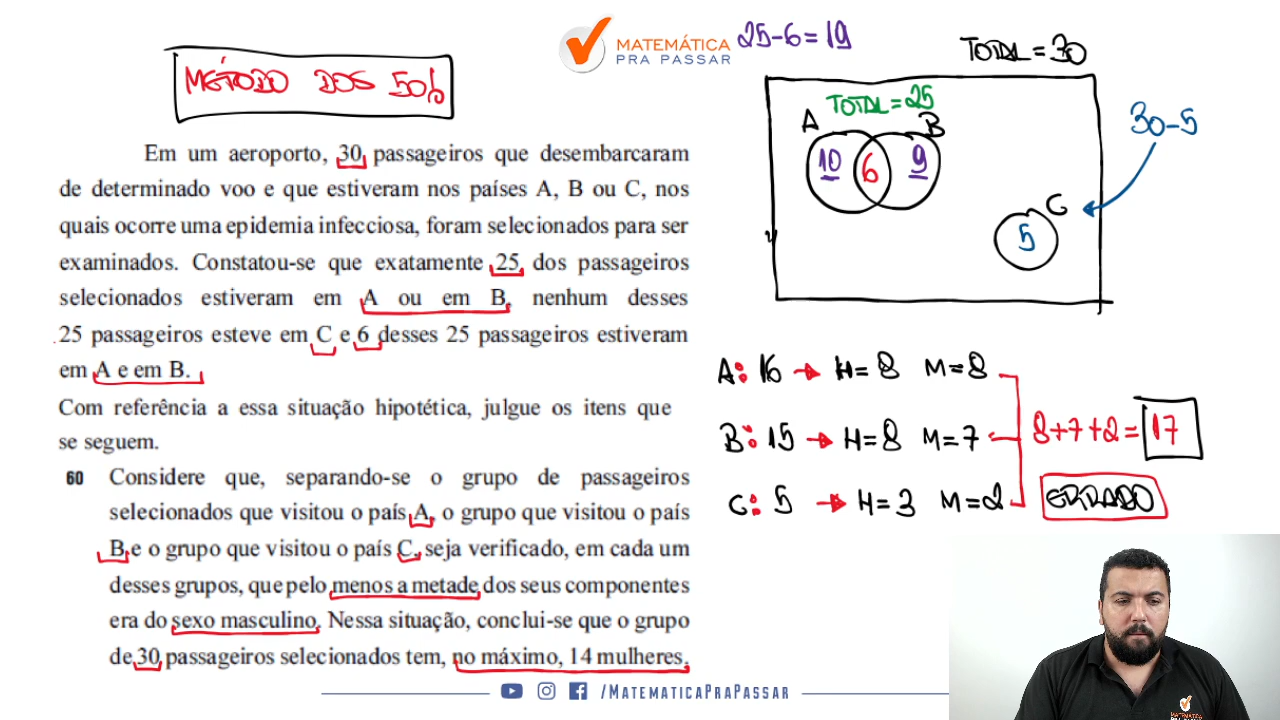 MÉTODO DOS 50%
MATEMÁTICA
PRA PASSAR
25-6=19
TOTAL=30
Em um aeroporto, 30 passageiros que desembarcaram
de determinado voo e que estiveram nos países A, B ou C, nos
quais ocorre uma epidemia infecciosa, foram selecionados para ser
examinados. Constatou-se que exatamente 25 dos passageiros
selecionados estiveram em A ou em B, nenhum desses
25 passageiros esteve em C e 6 desses 25 passageiros estiveram
em A e em B.
Com referência a essa situação hipotética, julgue os itens que
se seguem.
60 Considere que, separando-se o grupo de passageiros
selecionados que visitou o país A, o grupo que visitou o país
B e o grupo que visitou o país C, seja verificado, em cada um
desses grupos, que pelo menos a metade dos seus componentes
era do sexo masculino. Nessa situação, conclui-se que o grupo
de 30 passageiros selecionados tem, no máximo, 14 mulheres.
TOTAL=25
A B
10 6 9
30-5
C
5
A: 16 → H=8 M=8
B: 15 → H=8 M=7
8+7+2=17
C: 5 → H=3 M=2
ERRADO
/MATEMATICAPRAPASSAR
MATEMÁTICA
PRA PASSAR